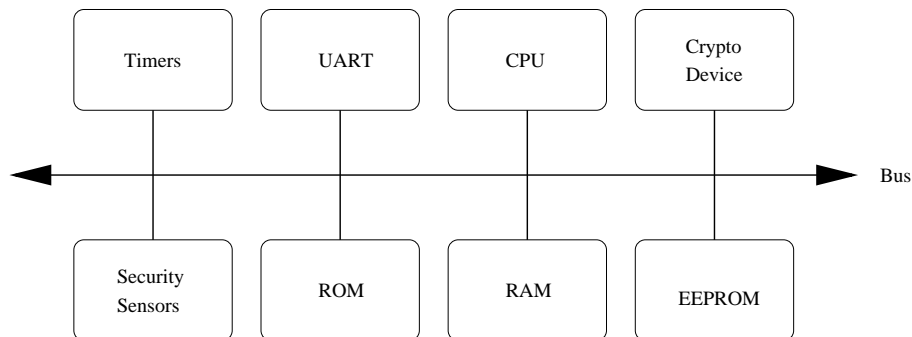 Timers
UART
CPU
Crypto
Device
Bus
Security
Sensors
ROM
RAM
EEPROM